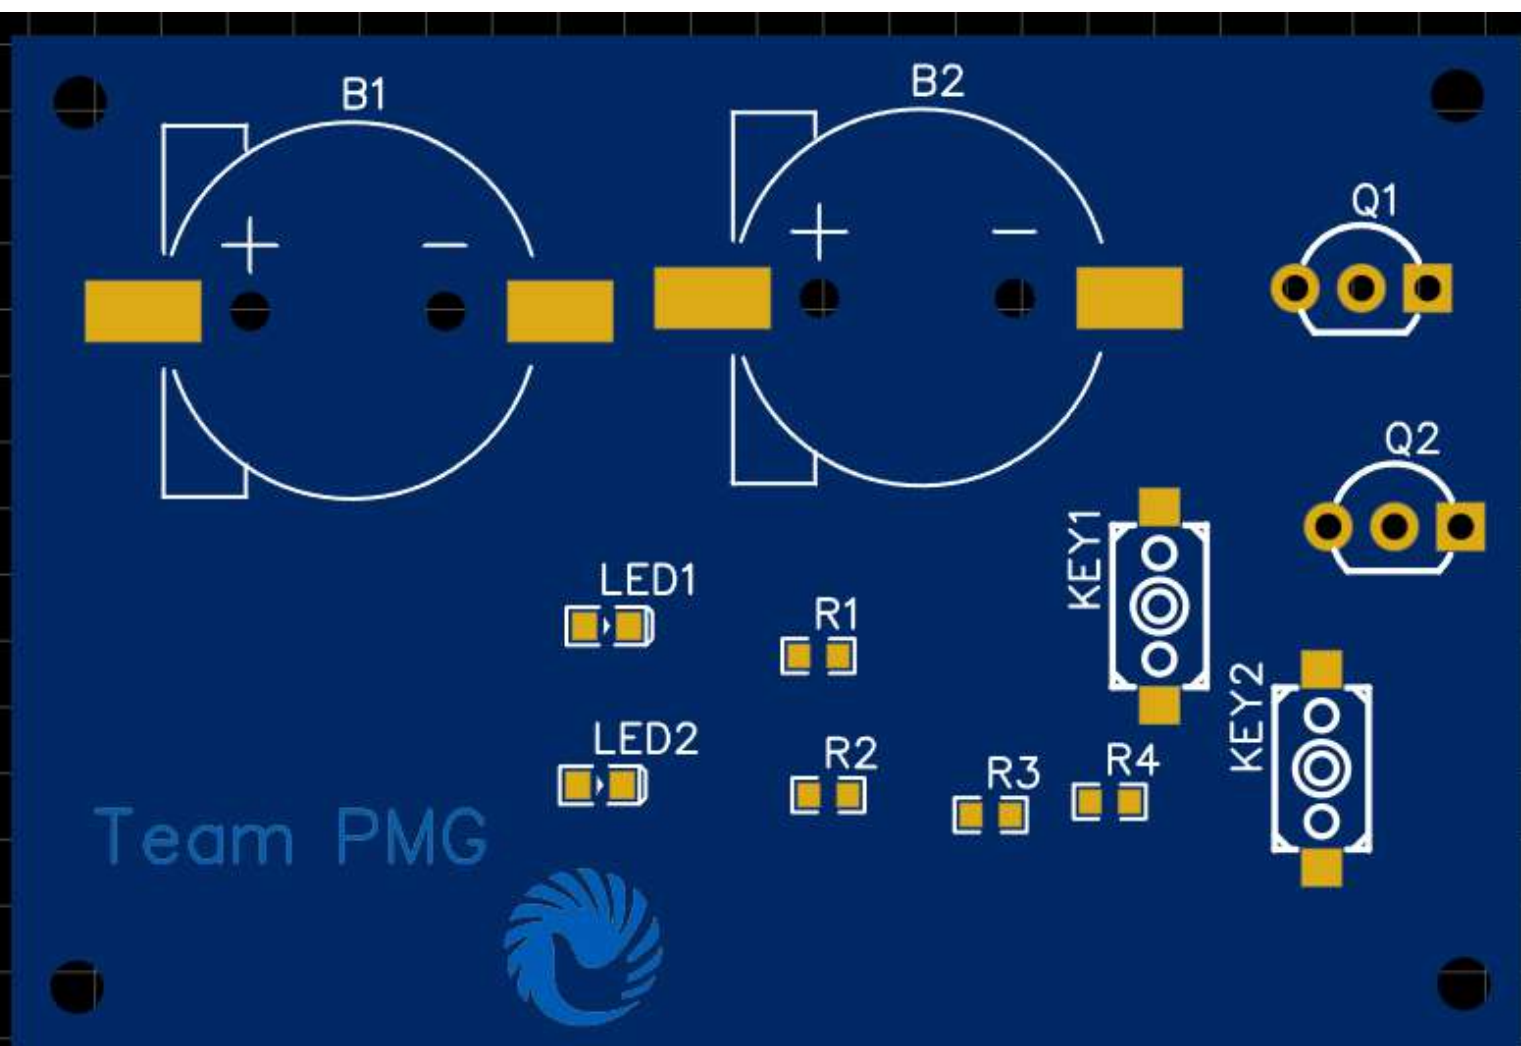 B1
B2
+
−
+
−
Q1
Q2
KEY1
LED1
R1
KEY2
LED2
R2
R3
R4
Team PMG